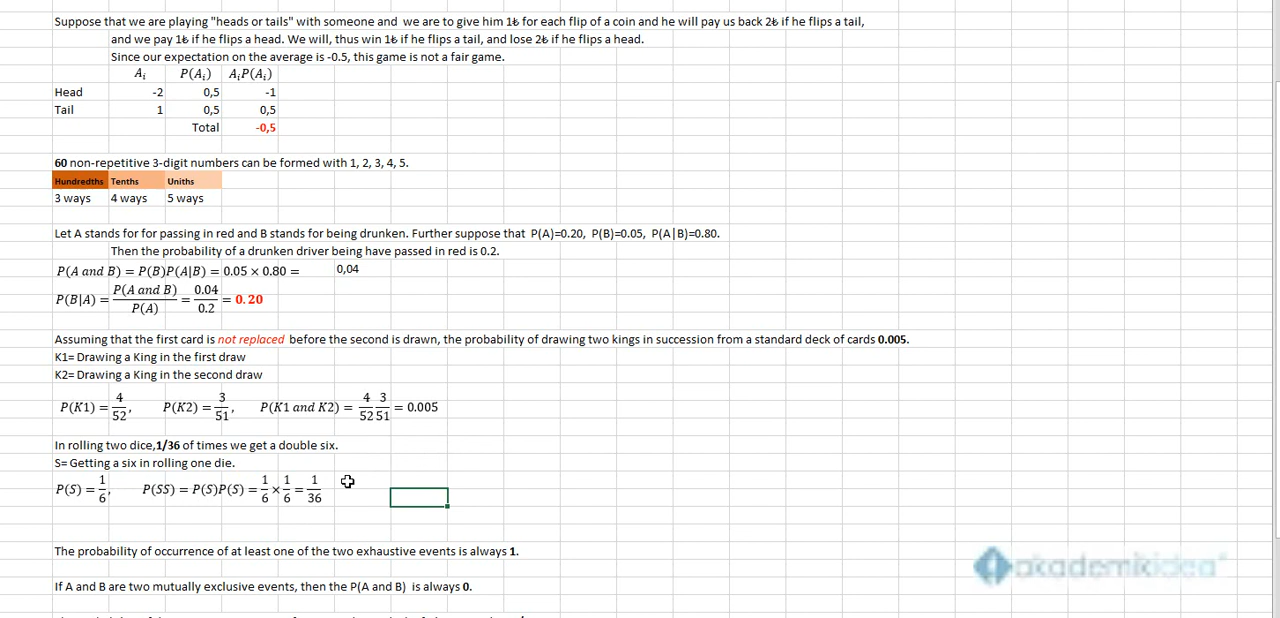 Suppose that we are playing "heads or tails" with someone and we are to give him 1₺ for each flip of a coin and he will pay us back 2₺ if he flips a tail,
and we pay 1₺ if he flips a head. We will, thus win 1₺ if he flips a tail, and lose 2₺ if he flips a head.
Since our expectation on the average is -0.5, this game is not a fair game.
Aᵢ P(Aᵢ) AᵢP(Aᵢ)
Head -2 0,5 -1
Tail 1 0,5 0,5
Total -0,5
60 non-repetitive 3-digit numbers can be formed with 1, 2, 3, 4, 5.
Hundredths Tenths Uniths
3 ways 4 ways 5 ways
Let A stands for for passing in red and B stands for being drunken. Further suppose that P(A)=0.20, P(B)=0.05, P(A|B)=0.80.
Then the probability of a drunken driver being have passed in red is 0.2.
P(A and B) = P(B)P(A|B) = 0.05 × 0.80 = 0,04
P(B|A) = P(A and B)/P(A) = 0.04/0.2 = 0.20
Assuming that the first card is not replaced before the second is drawn, the probability of drawing two kings in succession from a standard deck of cards 0.005.
K1= Drawing a King in the first draw
K2= Drawing a King in the second draw
P(K1) = 4/52, P(K2) = 3/51, P(K1 and K2) = 4/52 3/51 = 0.005
In rolling two dice,1/36 of times we get a double six.
S= Getting a six in rolling one die.
P(S) = 1/6, P(SS) = P(S)P(S) = 1/6 × 1/6 = 1/36
The probability of occurrence of at least one of the two exhaustive events is always 1.
If A and B are two mutually exclusive events, then the P(A and B) is always 0.
akademikidea